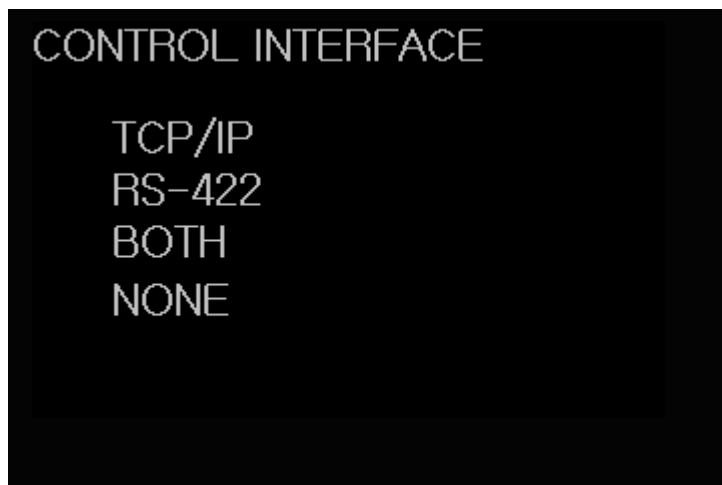 CONTROL INTERFACE
TCP/IP
RS-422
BOTH
NONE